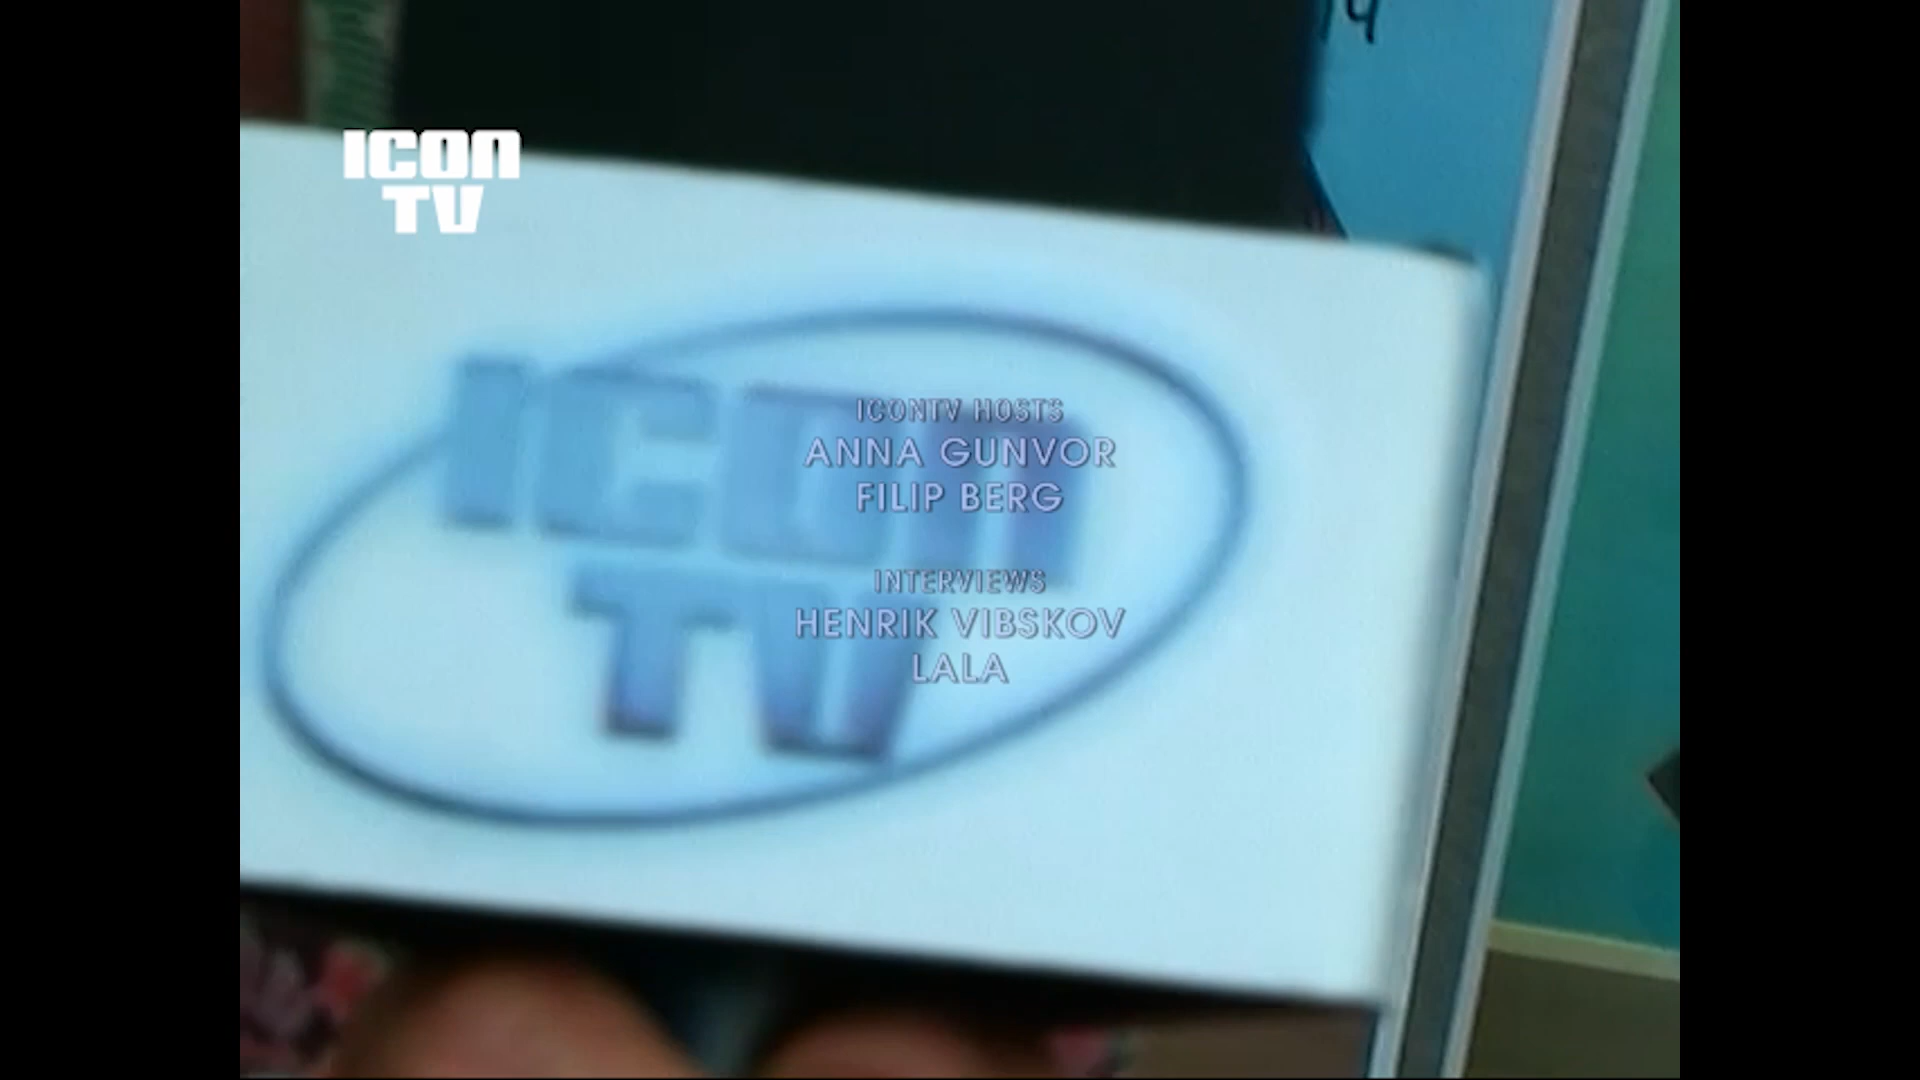 ICON
TV
ICON
TV
ICONTV HOSTS
ANNA GUNVOR
FILIP BERG
INTERVIEWS
HENRIK VIBSKOV
LALA